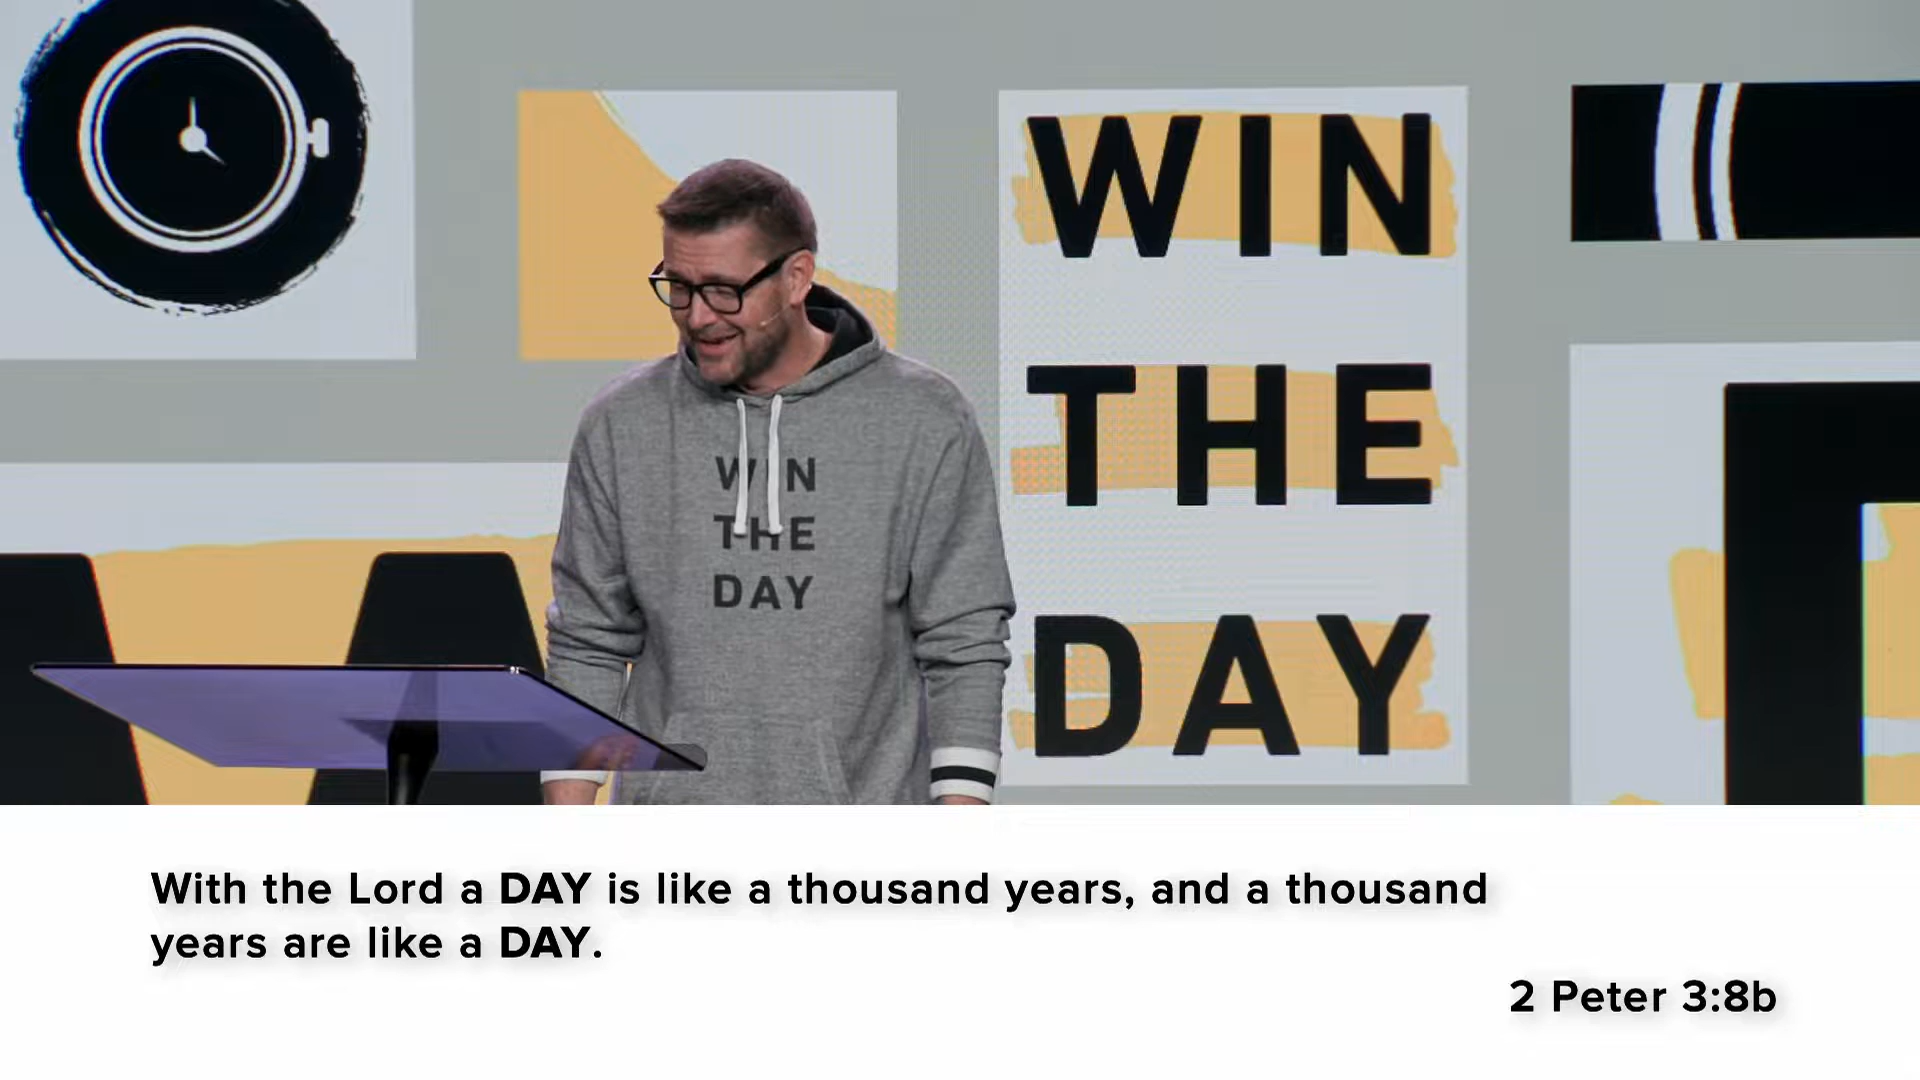 WIN
THE
DAY
WIN
THE
DAY
With the Lord a DAY is like a thousand years, and a thousand
years are like a DAY.
2 Peter 3:8b